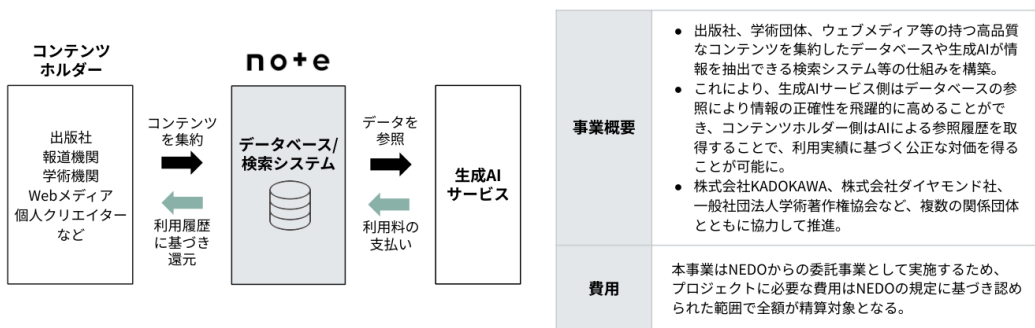 コンテンツ
ホルダー
出版社
報道機関
学術機関
Webメディア
個人クリエイター
など
コンテンツ
を集約
利用履歴
に基づき
還元
note
データベース/
検索システム
データを
参照
利用料の
支払い
生成AI
サービス
事業概要
● 出版社、学術団体、ウェブメディア等の持つ高品質
なコンテンツを集約したデータベースや生成AIが情
報を抽出できる検索システム等の仕組みを構築。
● これにより、生成AIサービス側はデータベースの参
照により情報の正確性を飛躍的に高めることがで
き、コンテンツホルダー側はAIによる参照履歴を取
得することで、利用実績に基づく公正な対価を得る
ことが可能に。
● 株式会社KADOKAWA、株式会社ダイヤモンド社、
一般社団法人学術著作権協会など、複数の関係団体
とともに協力して推進。
費用
本事業はNEDOからの委託事業として実施するため、
プロジェクトに必要な費用はNEDOの規定に基づき認め
られた範囲で全額が精算対象となる。